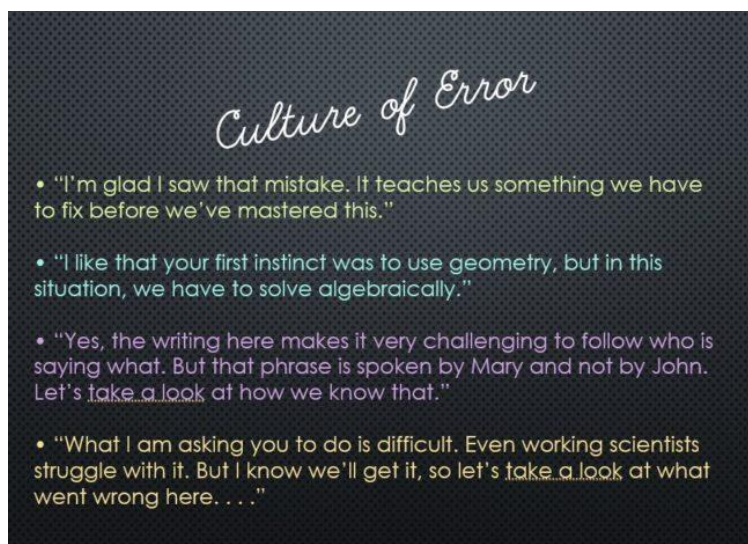 Culture of Error
• “I’m glad I saw that mistake. It teaches us something we have
to fix before we’ve mastered this.”
• “I like that your first instinct was to use geometry, but in this
situation, we have to solve algebraically.”
• “Yes, the writing here makes it very challenging to follow who is
saying what. But that phrase is spoken by Mary and not by John.
Let’s take a look at how we know that.”
• “What I am asking you to do is difficult. Even working scientists
struggle with it. But I know we’ll get it, so let’s take a look at what
went wrong here. . . .”